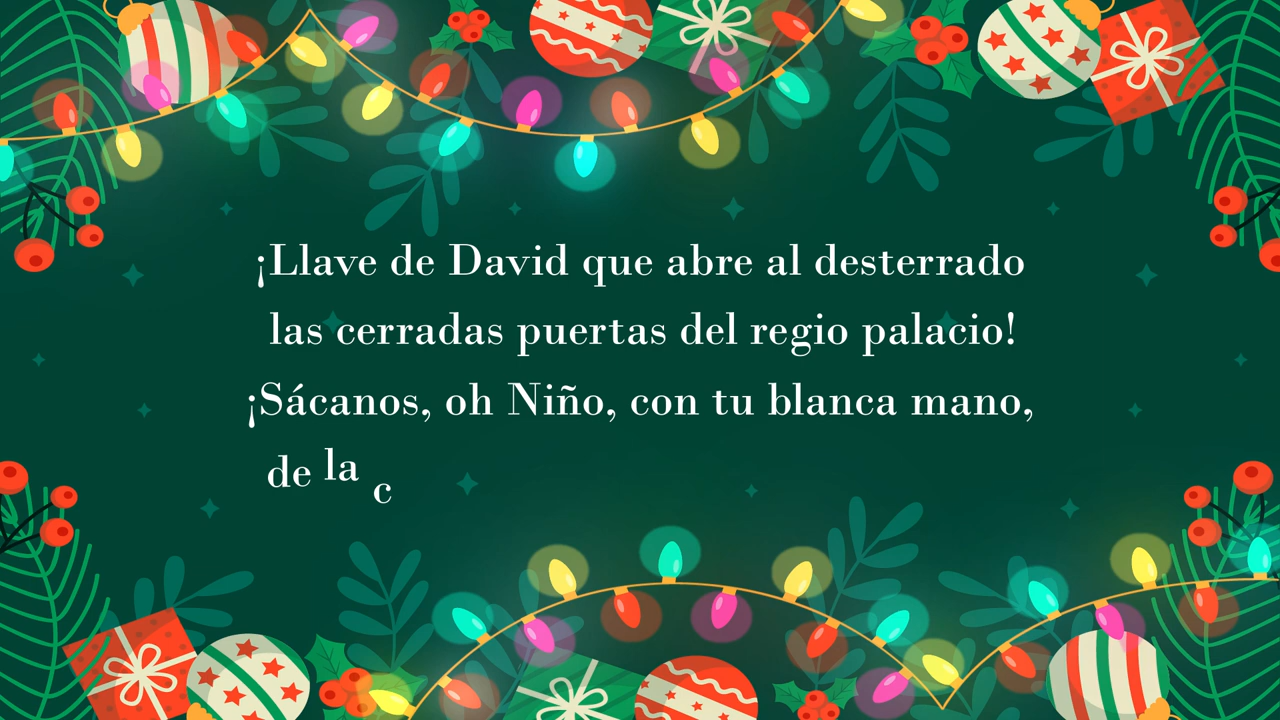 ¡Llave de David que abre al desterrado
las cerradas puertas del regio palacio!
¡Sácanos, oh Niño, con tu blanca mano,
de la c